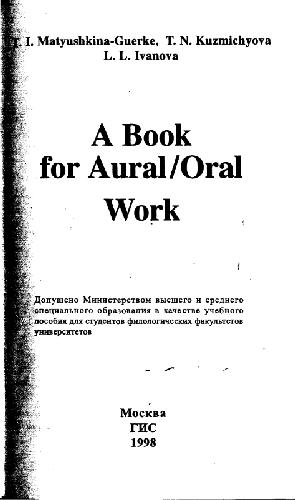 T. I. Matyushkina-Guerke, T. N. Kuzmichyova
L. L. Ivanova
A Book
for Aural/Oral
Work
Допушено Министерством высшего и среднего
специального образования в качестве учебного
пособия для студентов филологических факультетов
университетов
Москва
ГИС
1998